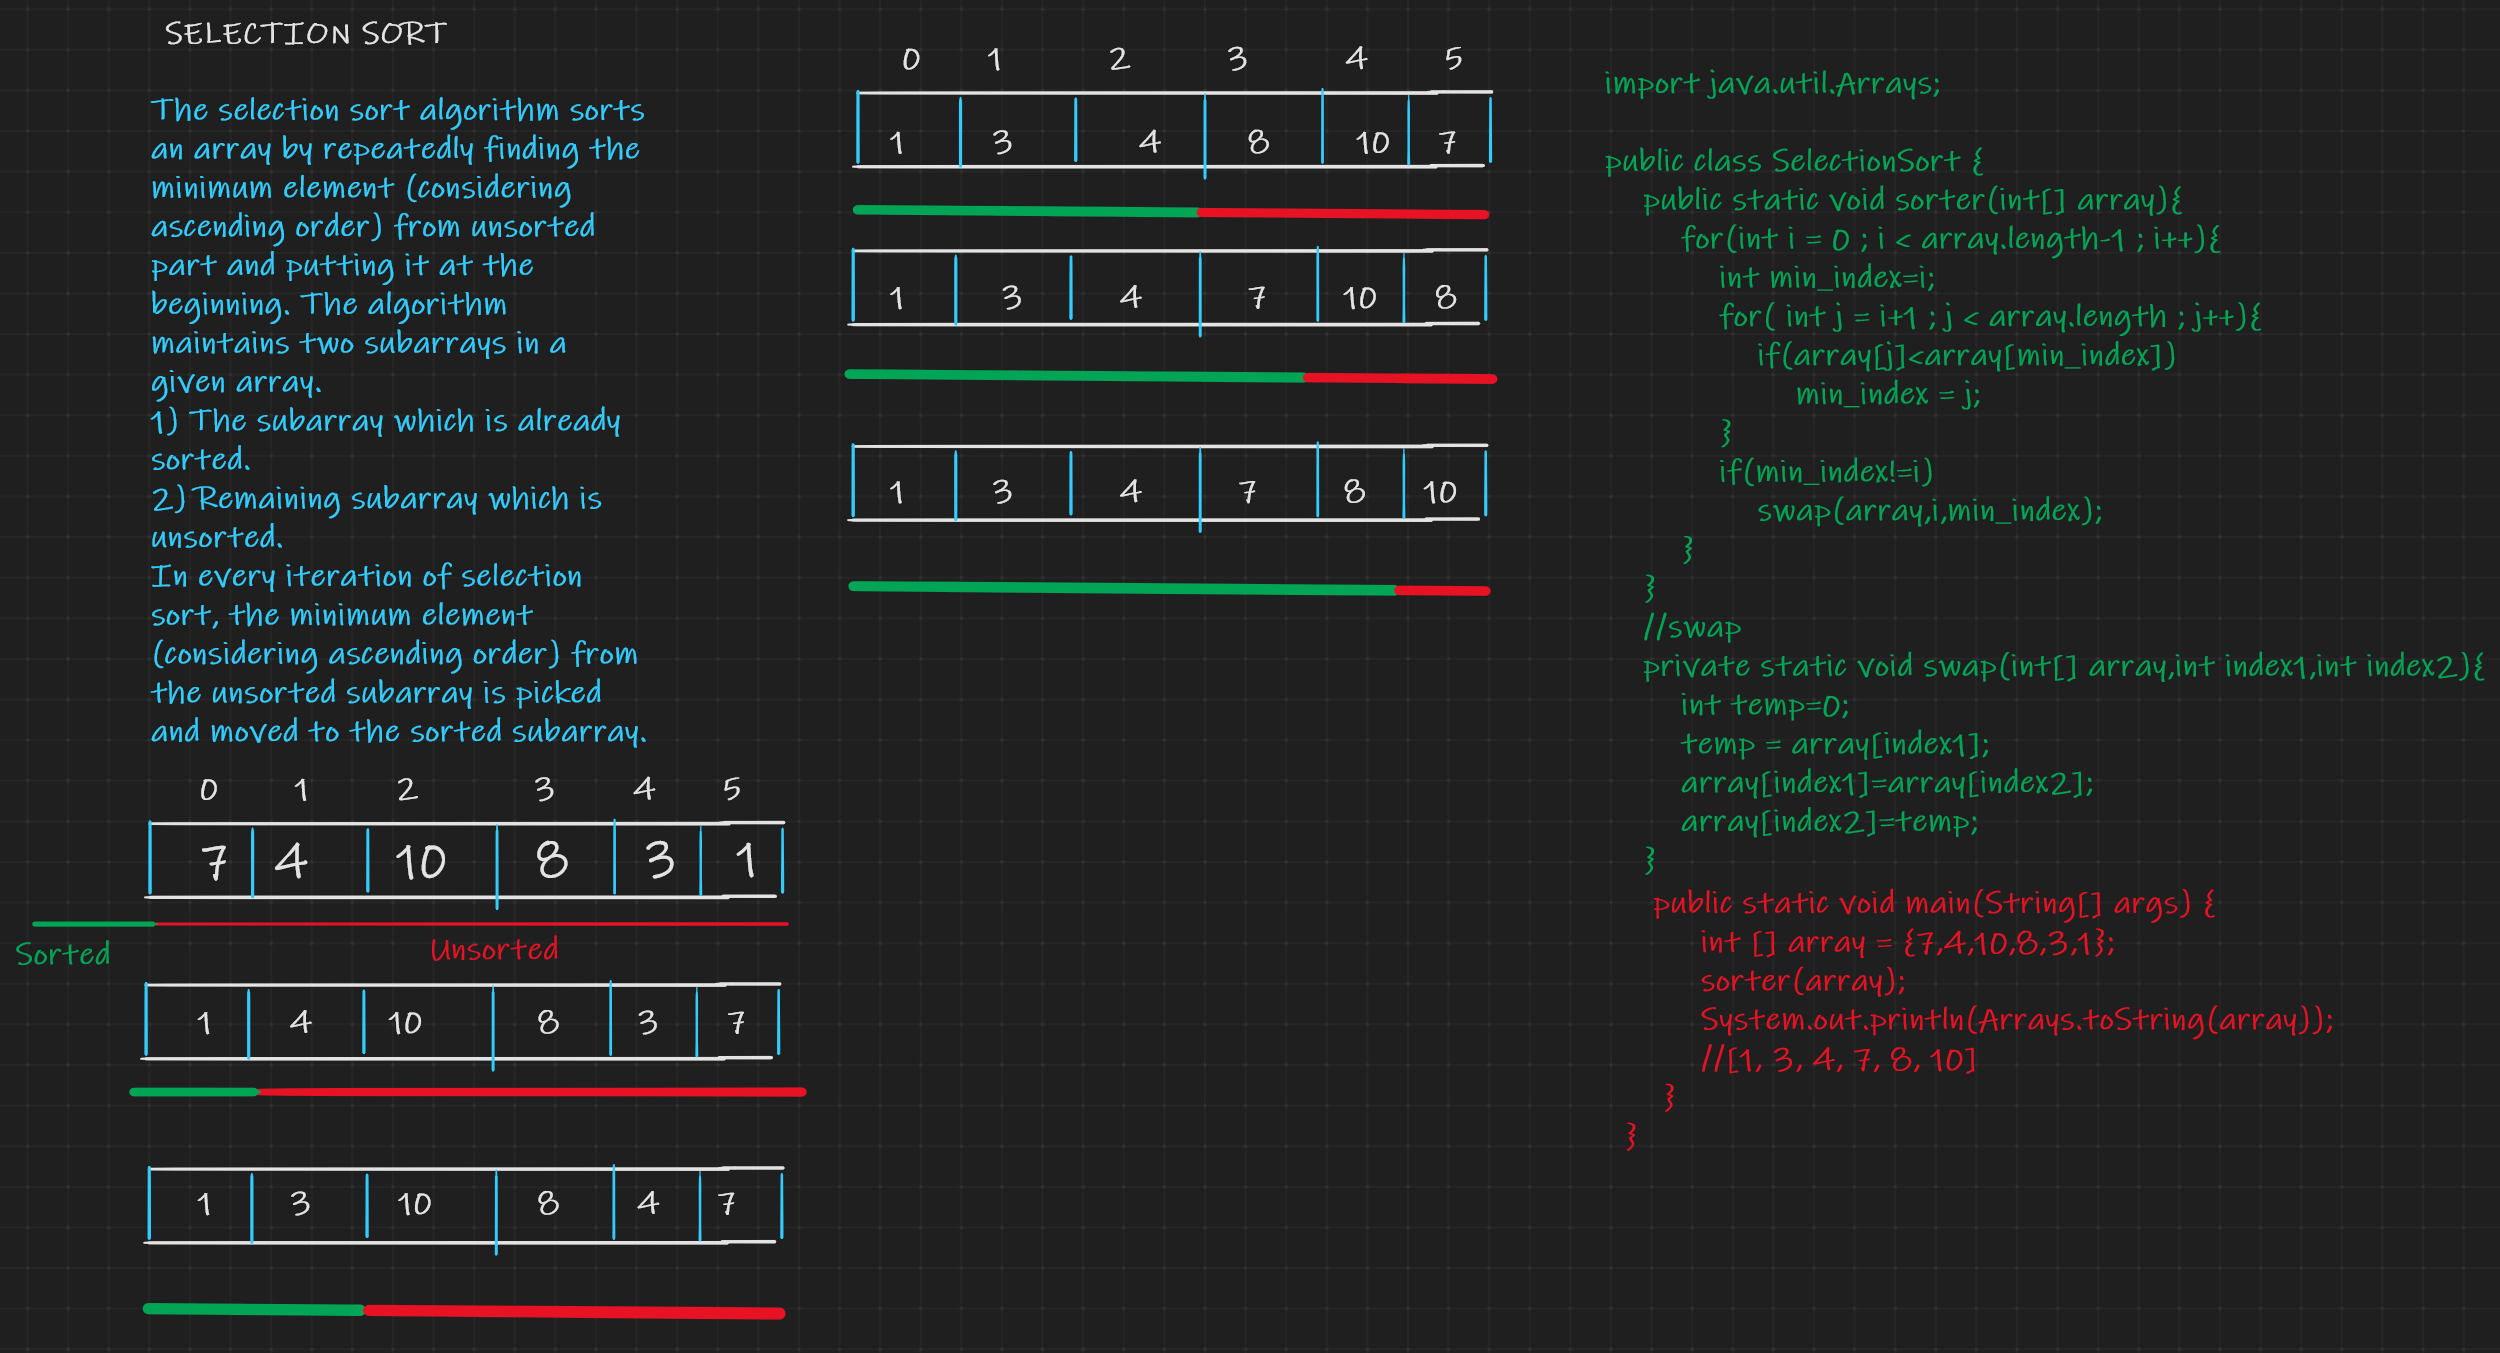 SELECTION SORT
The selection sort algorithm sorts
an array by repeatedly finding the
minimum element (considering
ascending order) from unsorted
part and putting it at the
beginning. The algorithm
maintains two subarrays in a
given array.
1) The subarray which is already
sorted.
2) Remaining subarray which is
unsorted.
In every iteration of selection
sort, the minimum element
(considering ascending order) from
the unsorted subarray is picked
and moved to the sorted subarray.
0 1 2 3 4 5
7 4 10 8 3 1
Sorted Unsorted
1 4 10 8 3 7
1 3 10 8 4 7
0 1 2 3 4 5
1 3 4 8 10 7
1 3 4 7 10 8
1 3 4 7 8 10
import java.util.Arrays;
public class SelectionSort {
public static void sorter(int[] array){
for(int i = 0 ; i < array.length-1 ; i++){
int min_index=i;
for( int j = i+1 ; j < array.length ; j++){
if(array[j]<array[min_index])
min_index = j;
}
if(min_index!=i)
swap(array,i,min_index);
}
}
//swap
private static void swap(int[] array,int index1,int index2){
int temp=0;
temp = array[index1];
array[index1]=array[index2];
array[index2]=temp;
}
public static void main(String[] args) {
int [] array = {7,4,10,8,3,1};
sorter(array);
System.out.println(Arrays.toString(array));
//[1, 3, 4, 7, 8, 10]
}
}